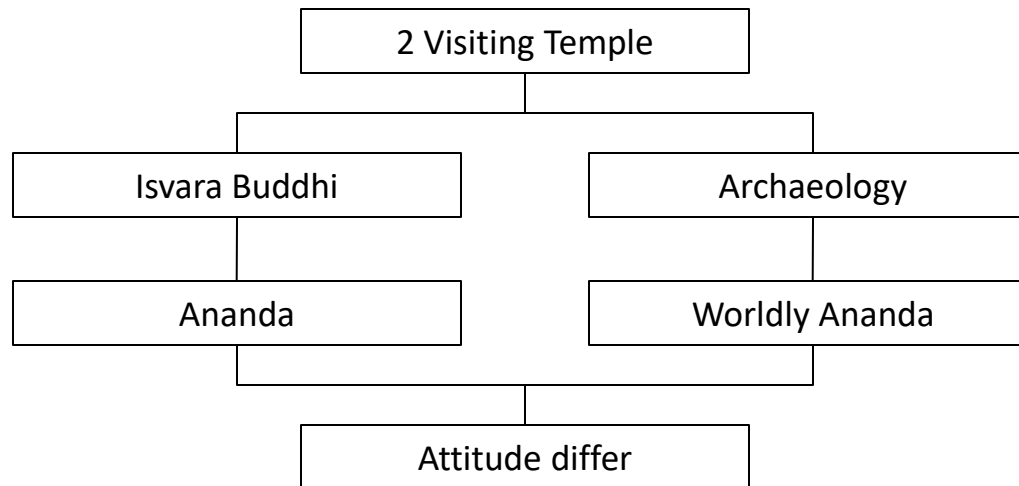 2 Visiting Temple
Isvara Buddhi
Archaeology
Ananda
Worldly Ananda
Attitude differ